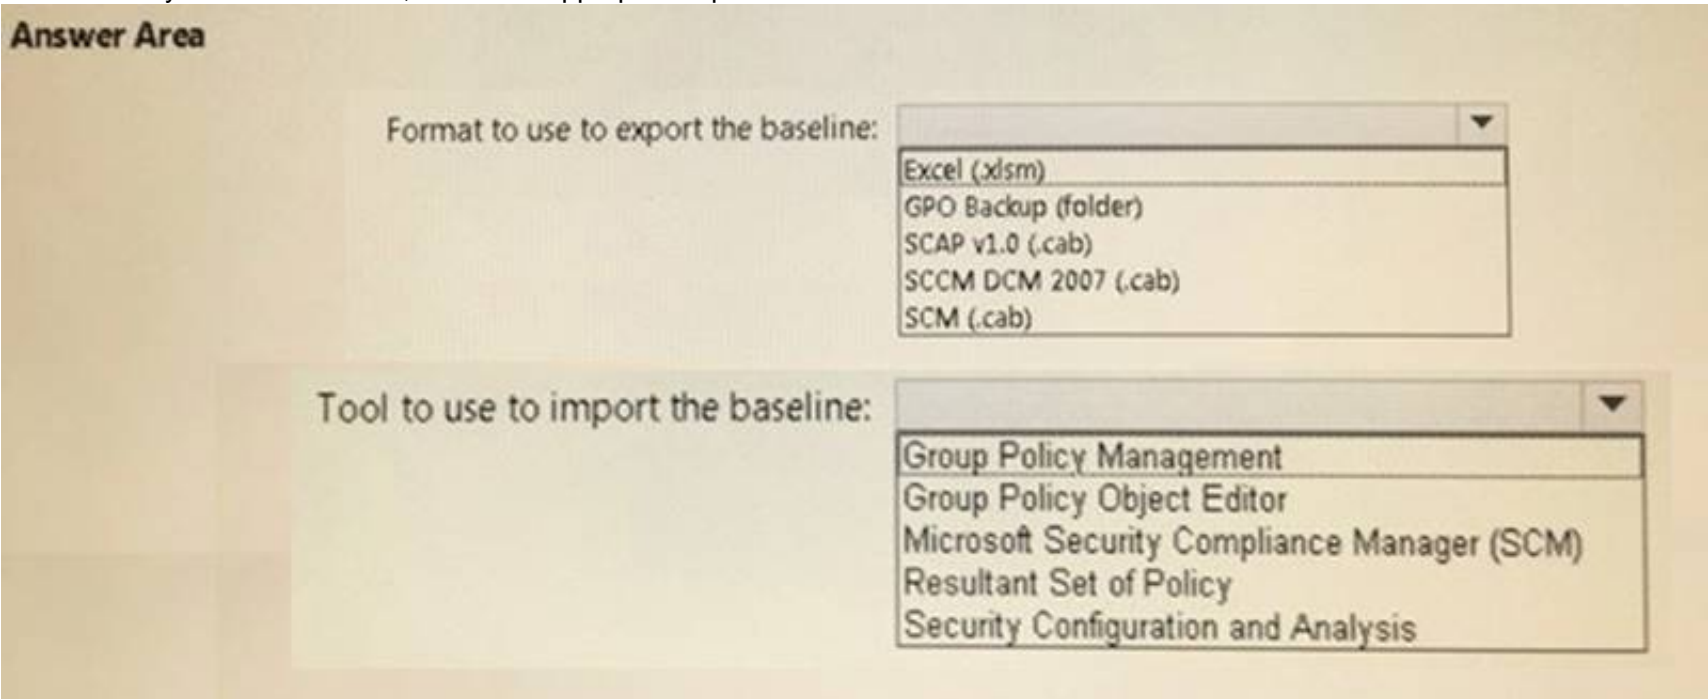 Answer Area
Format to use to export the baseline:
Excel (.xlsm)
GPO Backup (folder)
SCAP v1.0 (.cab)
SCCM DCM 2007 (.cab)
SCM (.cab)
Tool to use to import the baseline:
Group Policy Management
Group Policy Object Editor
Microsoft Security Compliance Manager (SCM)
Resultant Set of Policy
Security Configuration and Analysis